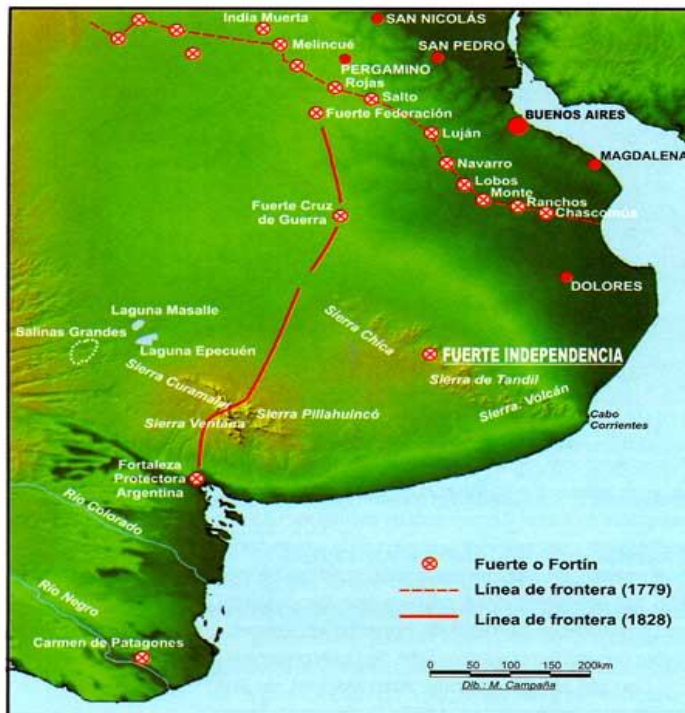 India Muerta
SAN NICOLÁS
Melincué
SAN PEDRO
PERGAMINO
Rojas
Salto
Fuerte Federación
BUENOS AIRES
Luján
MAGDALENA
Navarro
Lobos
Monte
Ranchos
Chascomús
Fuerte Cruz
de Guerra
DOLORES
Laguna Masalle
Salinas Grandes
Laguna Epecuén
Sierra Chica
FUERTE INDEPENDENCIA
Sierra de Tandil
Sierra Curamalal
Sierra Pillahuincó
Sierra. Volcán
Sierra Ventana
Cabo
Corrientes
Fortaleza
Protectora
Argentina
Río Colorado
Río Negro
Carmen de Patagones
Fuerte o Fortín
Línea de frontera (1779)
Línea de frontera (1828)
0 50 100 150 200km
Dib.: M. Campaña